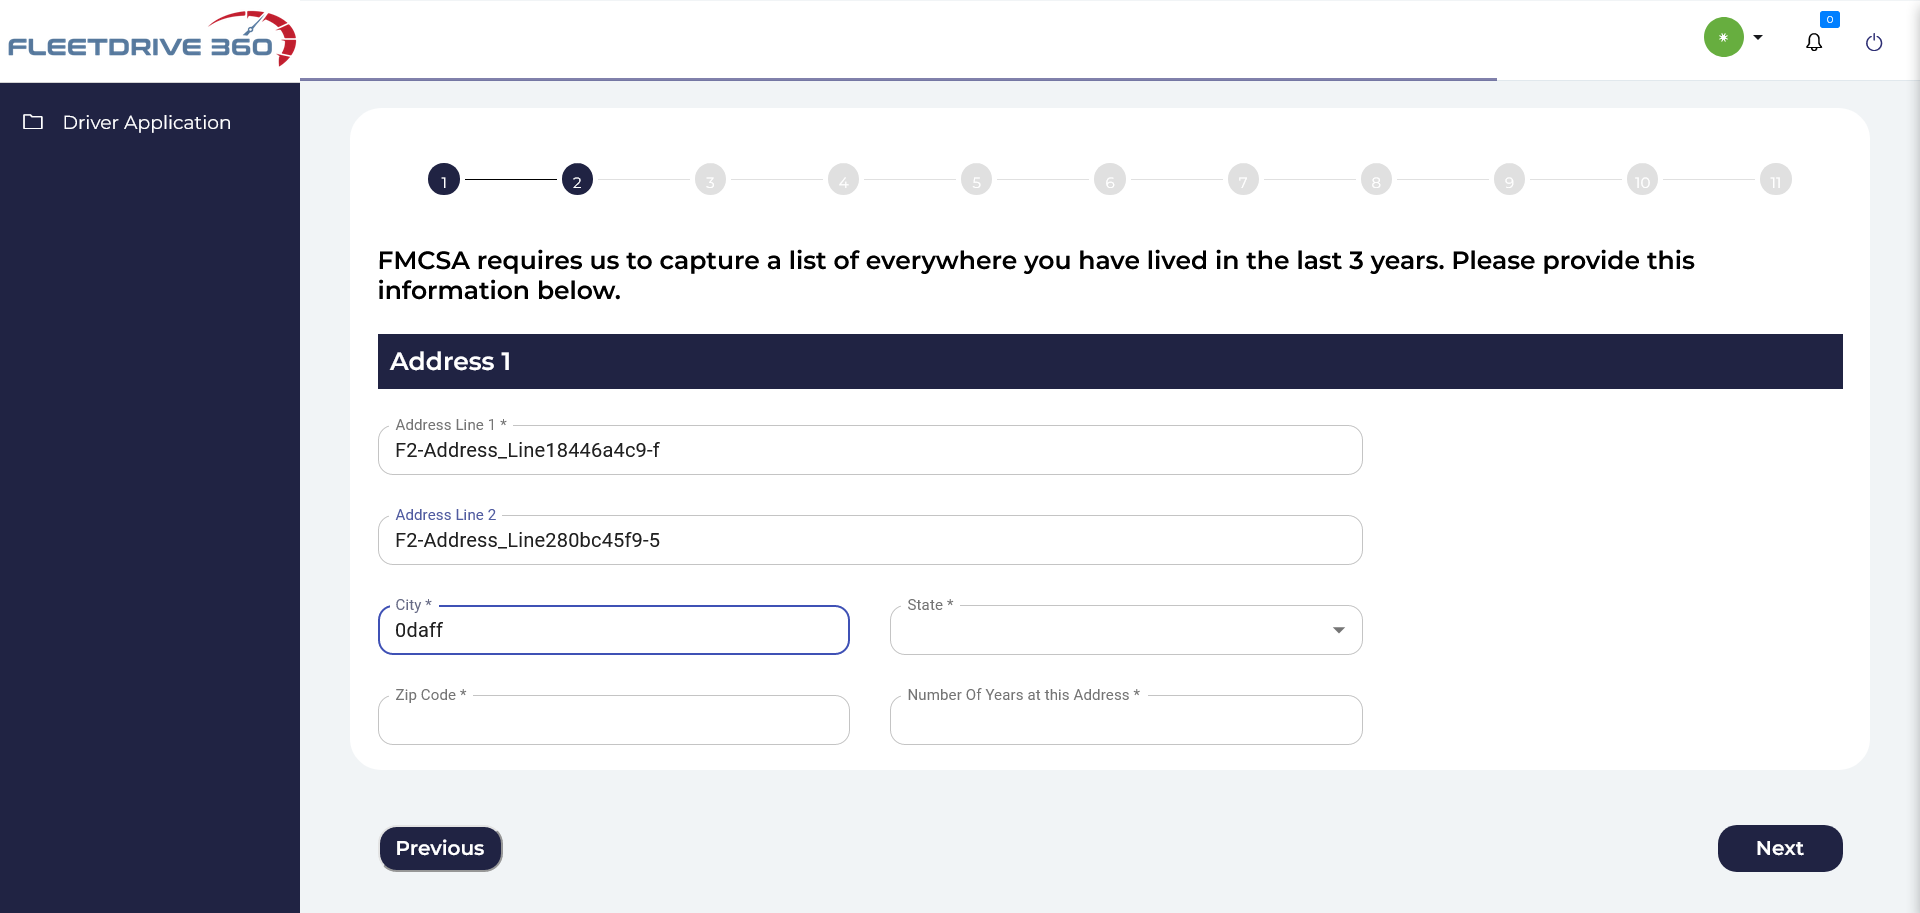 FLEETDRIVE 360
0
Driver Application
1 2 3 4 5 6 7 8 9 10 11
FMCSA requires us to capture a list of everywhere you have lived in the last 3 years. Please provide this
information below.
Address 1
Address Line 1 *
F2-Address_Line18446a4c9-f
Address Line 2
F2-Address_Line280bc45f9-5
City *
0daff
State *
Zip Code *
Number Of Years at this Address *
Previous
Next